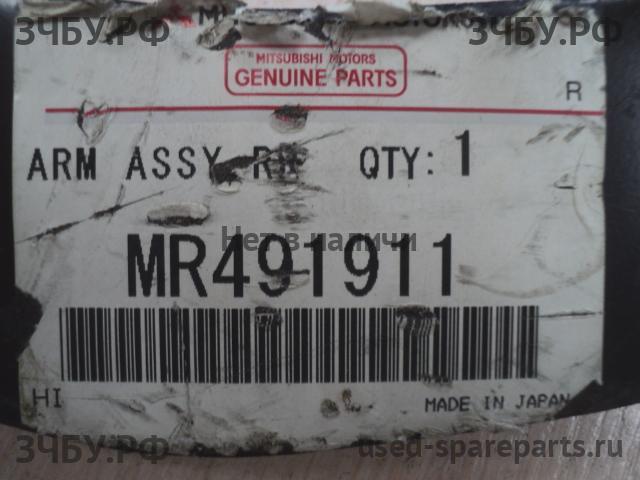 ЗЧБУ.РФ
ЗЧБУ.РФ
MITSUBISHI MOTORS
GENUINE PARTS
R
ARM ASSY, QTY: 1
Нет в наличии
MR491911
HI
MADE IN JAPAN
ЗЧБУ.РФ
used-spareparts.ru